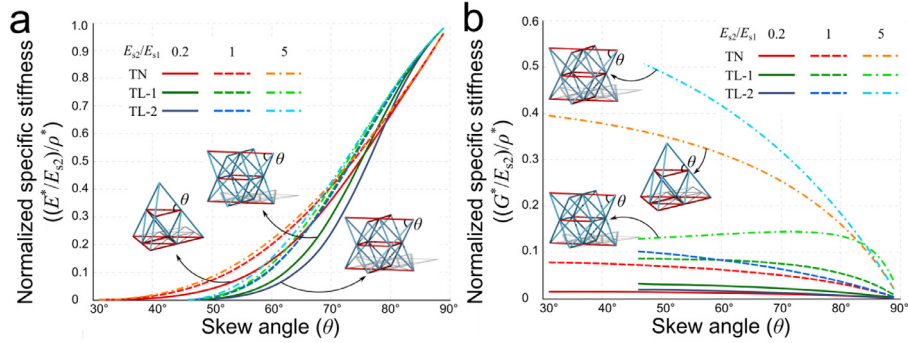 a
Normalized specific stiffness
((E*/Es2)/ρ*)
1.0
0.9
0.8
0.7
0.6
0.5
0.4
0.3
0.2
0.1
0
Es2/Es1 0.2 1 5
TN
TL-1
TL-2
θ
θ
θ
30° 40° 50° 60° 70° 80° 90°
Skew angle (θ)
b
Normalized specific stiffness
((G*/Es2)/ρ*)
0.6
0.5
0.4
0.3
0.2
0.1
0
Es2/Es1 0.2 1 5
TN
TL-1
TL-2
θ
θ
θ
30° 40° 50° 60° 70° 80° 90°
Skew angle (θ)